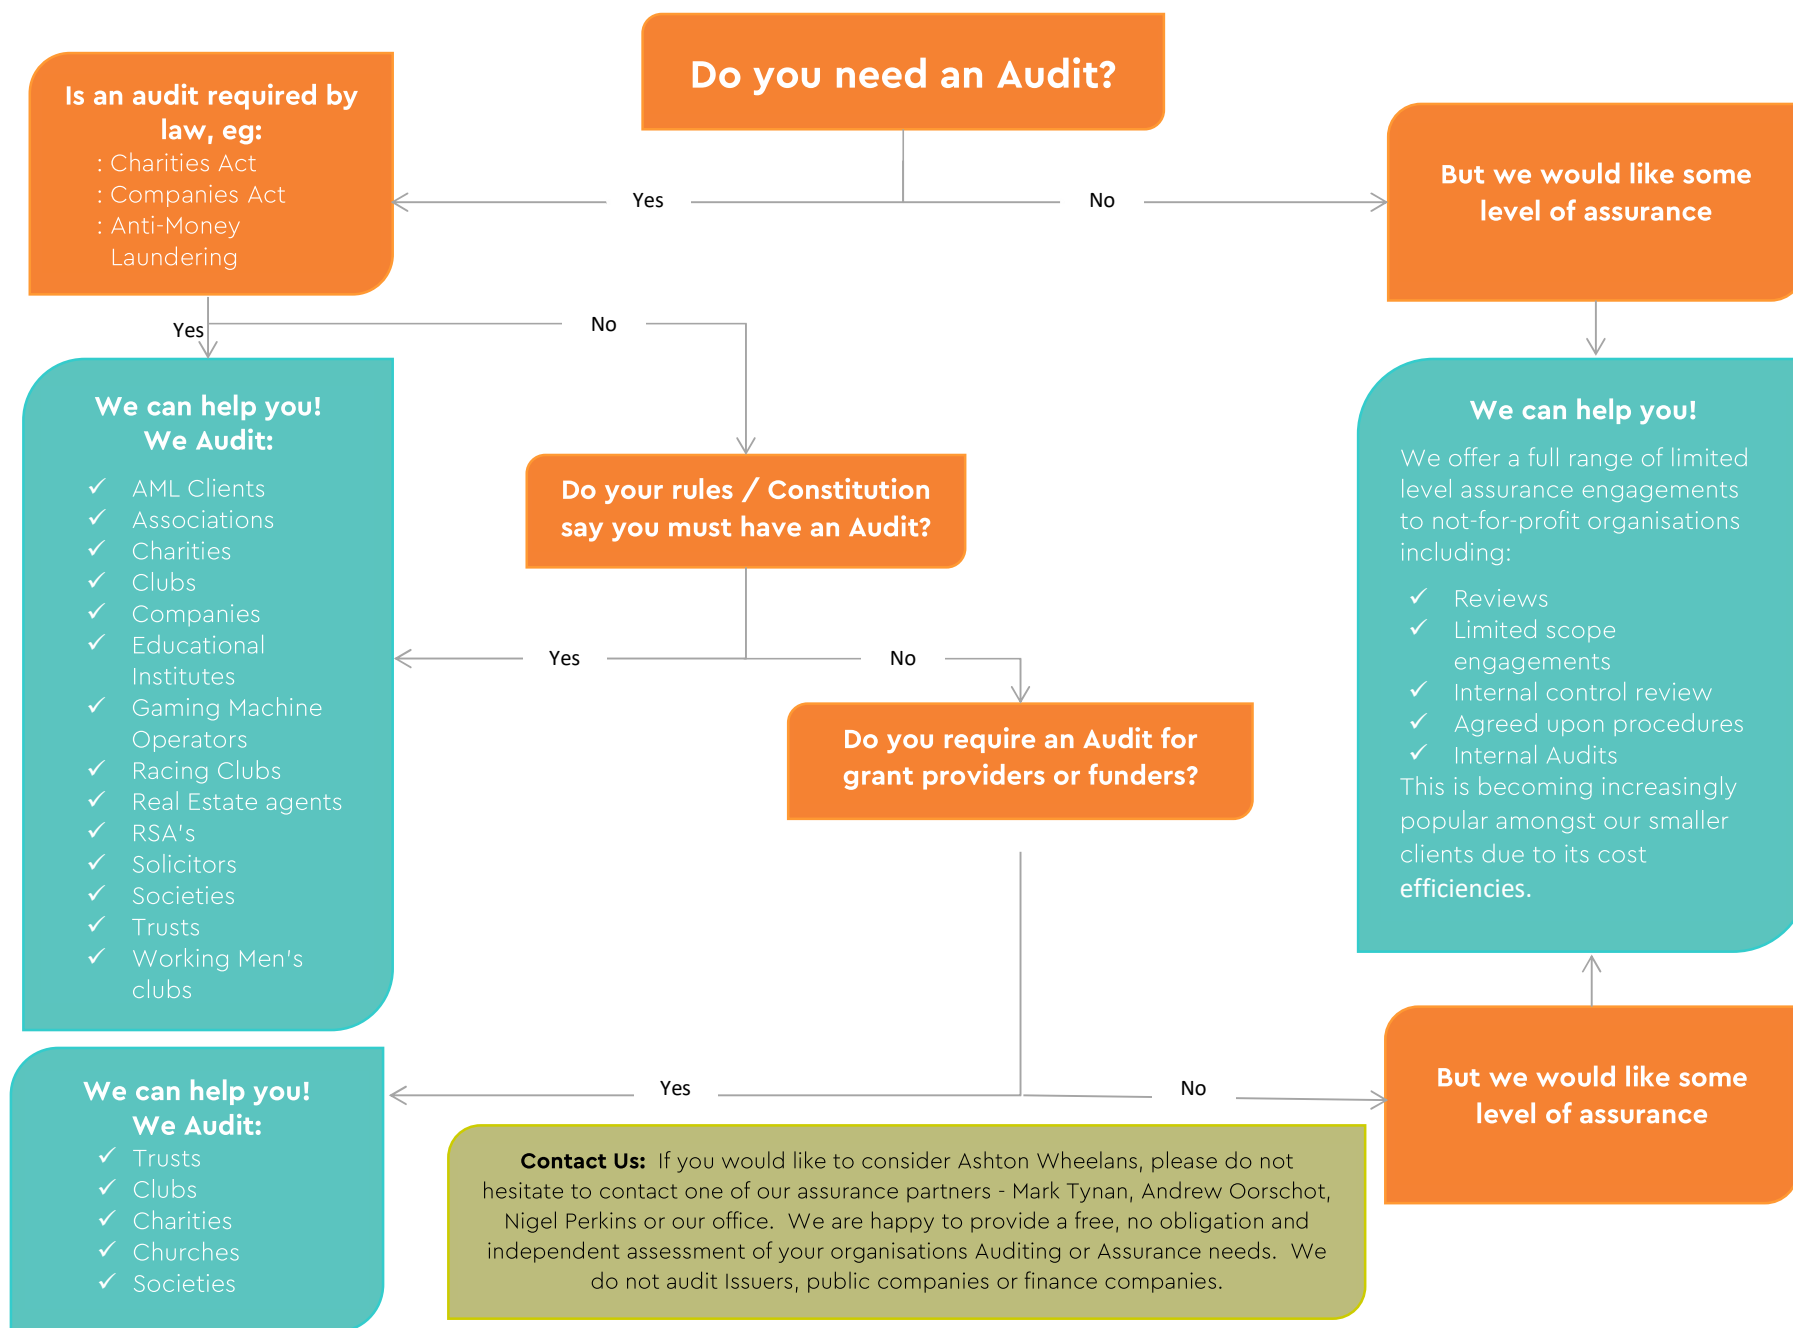 Do you need an Audit?
Is an audit required by
law, eg:
: Charities Act
: Companies Act
: Anti-Money
Laundering
Yes
No
But we would like some
level of assurance
Yes
No
We can help you!
We Audit:
✓ AML Clients
✓ Associations
✓ Charities
✓ Clubs
✓ Companies
✓ Educational
Institutes
✓ Gaming Machine
Operators
✓ Racing Clubs
✓ Real Estate agents
✓ RSA's
✓ Solicitors
✓ Societies
✓ Trusts
✓ Working Men's
clubs
Do your rules / Constitution
say you must have an Audit?
Yes
No
Do you require an Audit for
grant providers or funders?
We can help you!
We offer a full range of limited
level assurance engagements
to not-for-profit organisations
including:
✓ Reviews
✓ Limited scope
engagements
✓ Internal control review
✓ Agreed upon procedures
✓ Internal Audits
This is becoming increasingly
popular amongst our smaller
clients due to its cost
efficiencies.
Yes
No
We can help you!
We Audit:
✓ Trusts
✓ Clubs
✓ Charities
✓ Churches
✓ Societies
But we would like some
level of assurance
Contact Us: If you would like to consider Ashton Wheelans, please do not
hesitate to contact one of our assurance partners - Mark Tynan, Andrew Oorschot,
Nigel Perkins or our office. We are happy to provide a free, no obligation and
independent assessment of your organisations Auditing or Assurance needs. We
do not audit Issuers, public companies or finance companies.